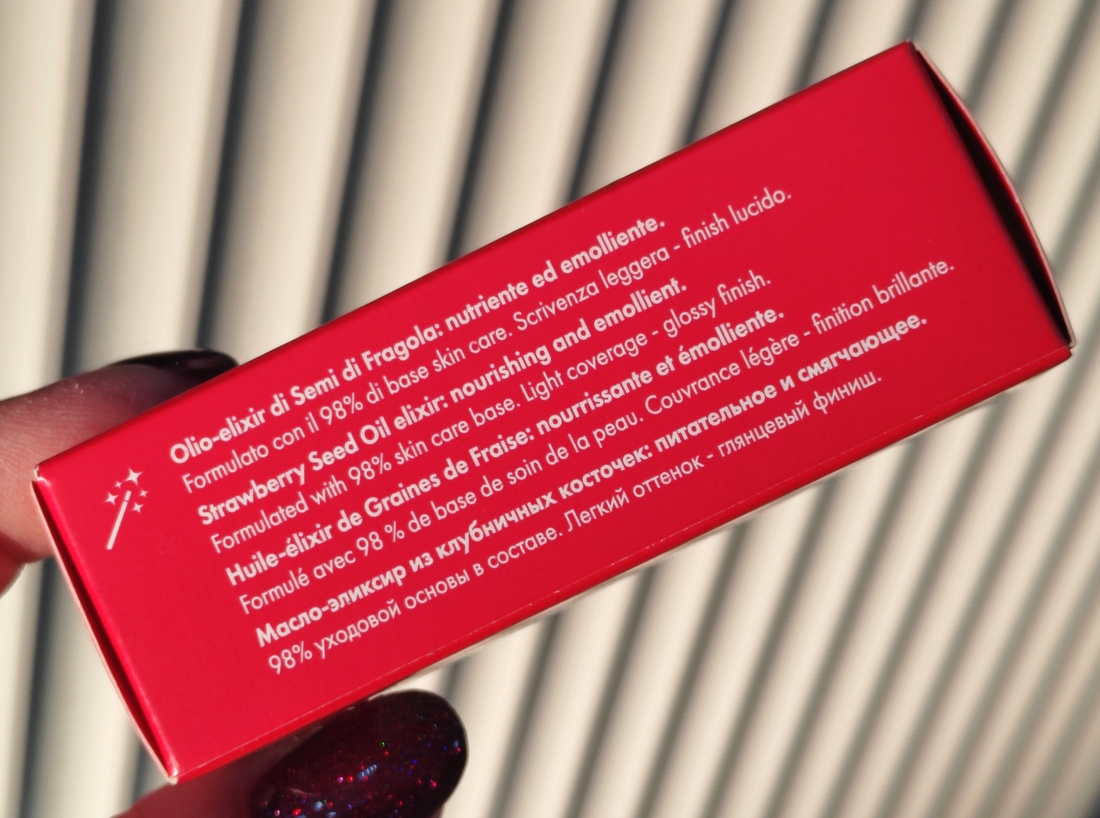 Olio-elixir di Semi di Fragola: nutriente ed emolliente.
Formulato con il 98% di base skin care. Scrivenza leggera - finish lucido.
Strawberry Seed Oil elixir: nourishing and emollient.
Formulated with 98% skin care base. Light coverage - glossy finish.
Huile-élixir de Graines de Fraise: nourrissante et émolliente.
Formulé avec 98 % de base de soin de la peau. Couvrance légère - finition brillante.
Масло-эликсир из клубничных косточек: питательное и смягчающее.
98% уходовой основы в составе. Легкий оттенок - глянцевый финиш.